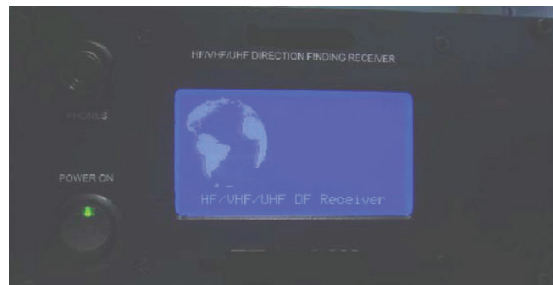 HF/VHF/UHF DIRECTION FINDING RECEIVER
PHONES
POWER ON
HF/VHF/UHF DF Receiver